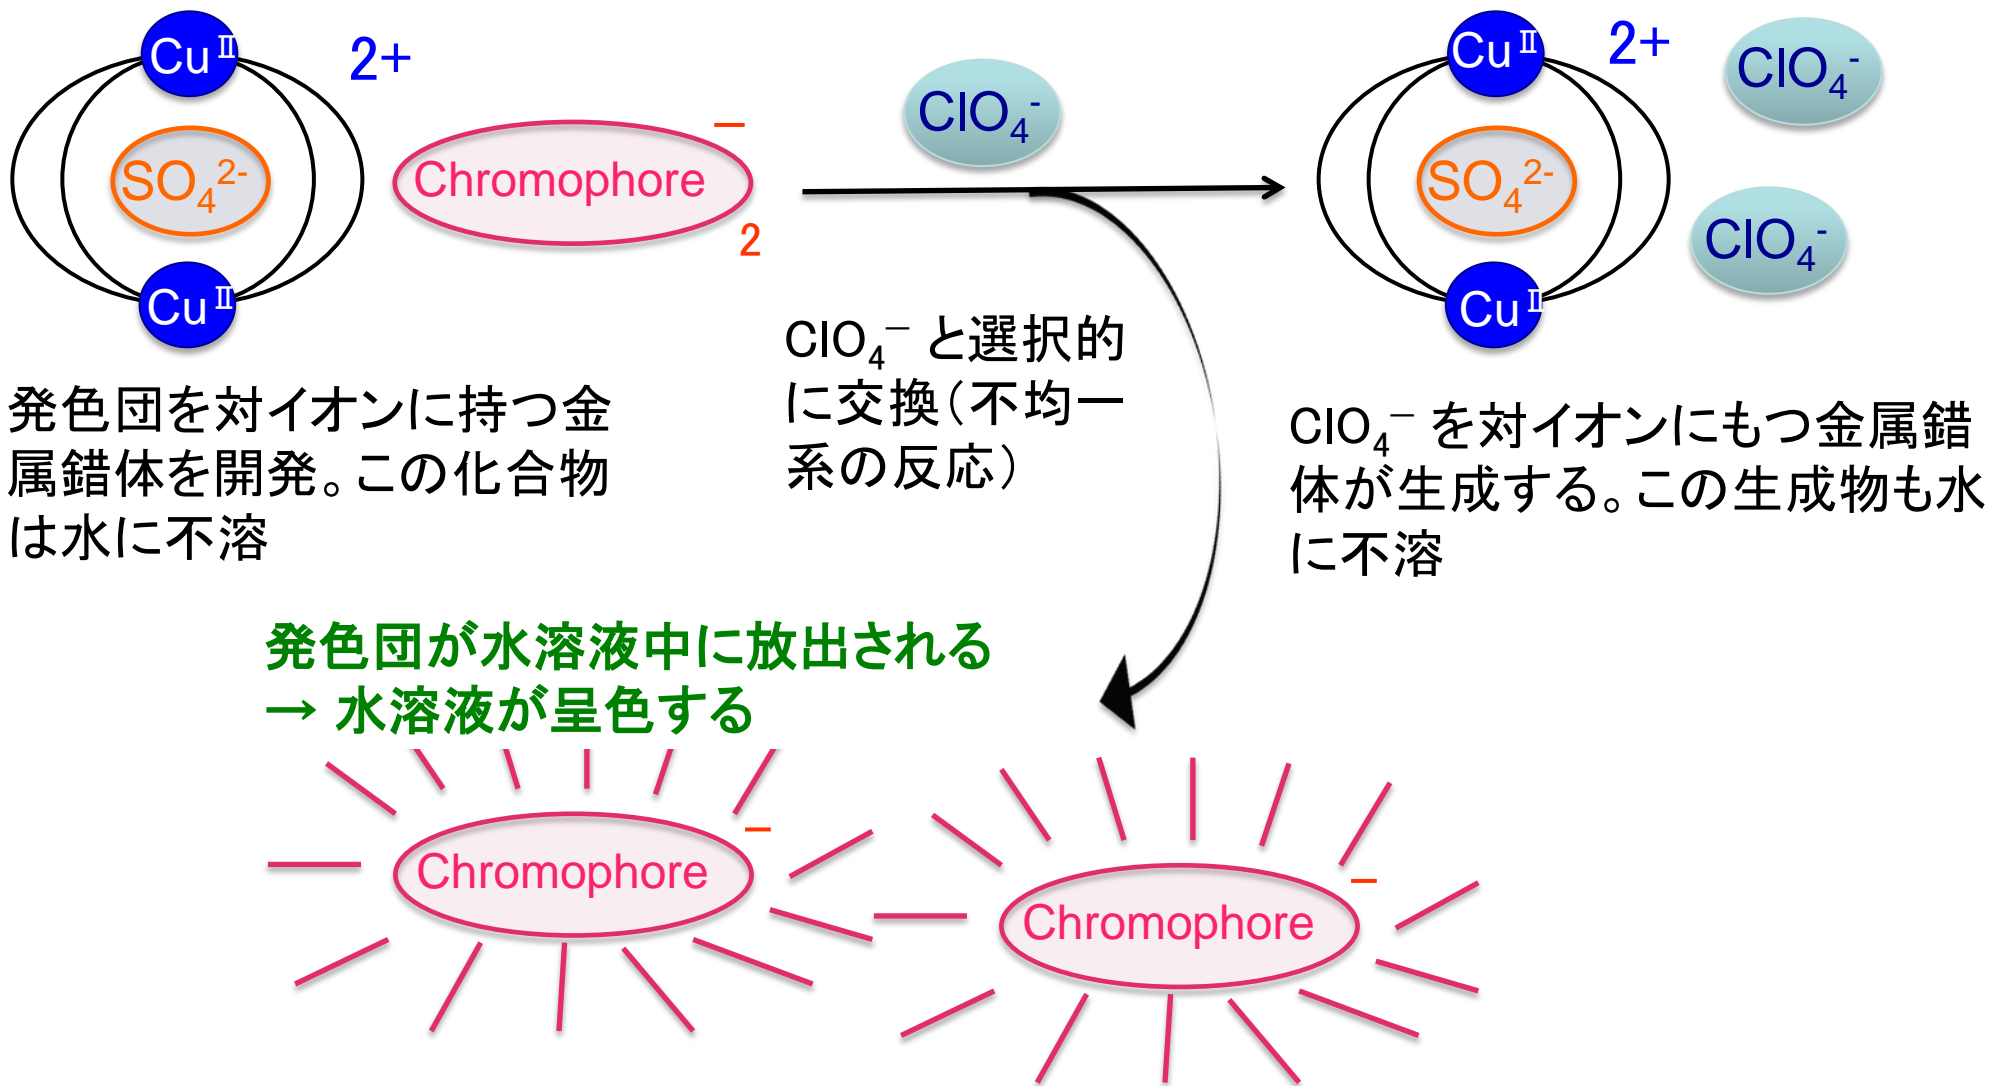 Cu Ⅱ
2+
SO₄²⁻
Chromophore
−
2
Cu Ⅱ
発色団を対イオンに持つ金
属錯体を開発。この化合物
は水に不溶
ClO₄⁻
ClO₄⁻ と選択的
に交換(不均一
系の反応)
Cu Ⅱ
2+
SO₄²⁻
Cu Ⅱ
ClO₄⁻
ClO₄⁻
ClO₄⁻ を対イオンにもつ金属錯
体が生成する。この生成物も水
に不溶
発色団が水溶液中に放出される
→ 水溶液が呈色する
Chromophore −
Chromophore −